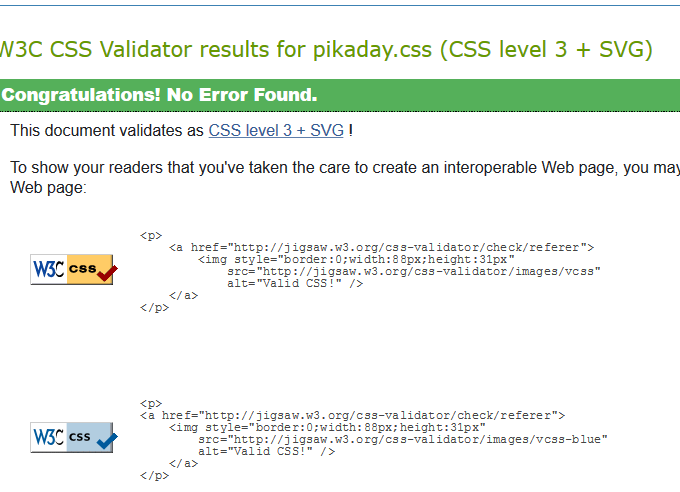 W3C CSS Validator results for pikaday.css (CSS level 3 + SVG)
Congratulations! No Error Found.
This document validates as CSS level 3 + SVG !
To show your readers that you've taken the care to create an interoperable Web page, you may
Web page:
<p>
<a href="http://jigsaw.w3.org/css-validator/check/referer">
<img style="border:0;width:88px;height:31px"
src="http://jigsaw.w3.org/css-validator/images/vcss"
alt="Valid CSS!" />
</a>
</p>
W3C css
<p>
<a href="http://jigsaw.w3.org/css-validator/check/referer">
<img style="border:0;width:88px;height:31px"
src="http://jigsaw.w3.org/css-validator/images/vcss-blue"
alt="Valid CSS!" />
</a>
</p>
W3C css